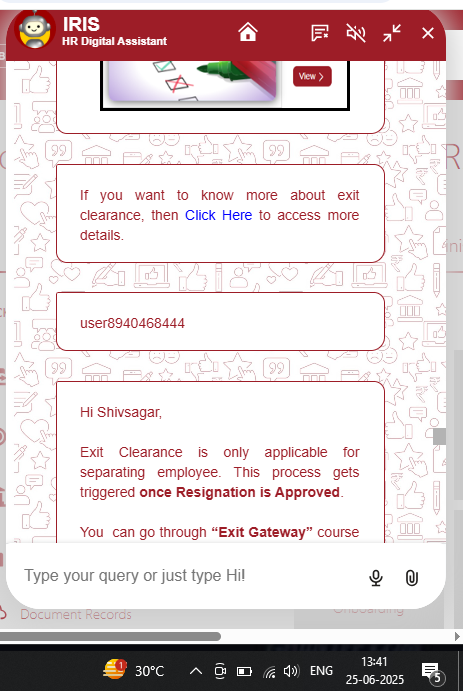 IRIS
HR Digital Assistant
View >
If you want to know more about exit
clearance, then Click Here to access more
details.
user8940468444
Hi Shivsagar,
Exit Clearance is only applicable for
separating employee. This process gets
triggered once Resignation is Approved.
You can go through “Exit Gateway” course
Type your query or just type Hi!
Document Records
Onboarding
1
30°C
ENG
13:41
25-06-2025
5